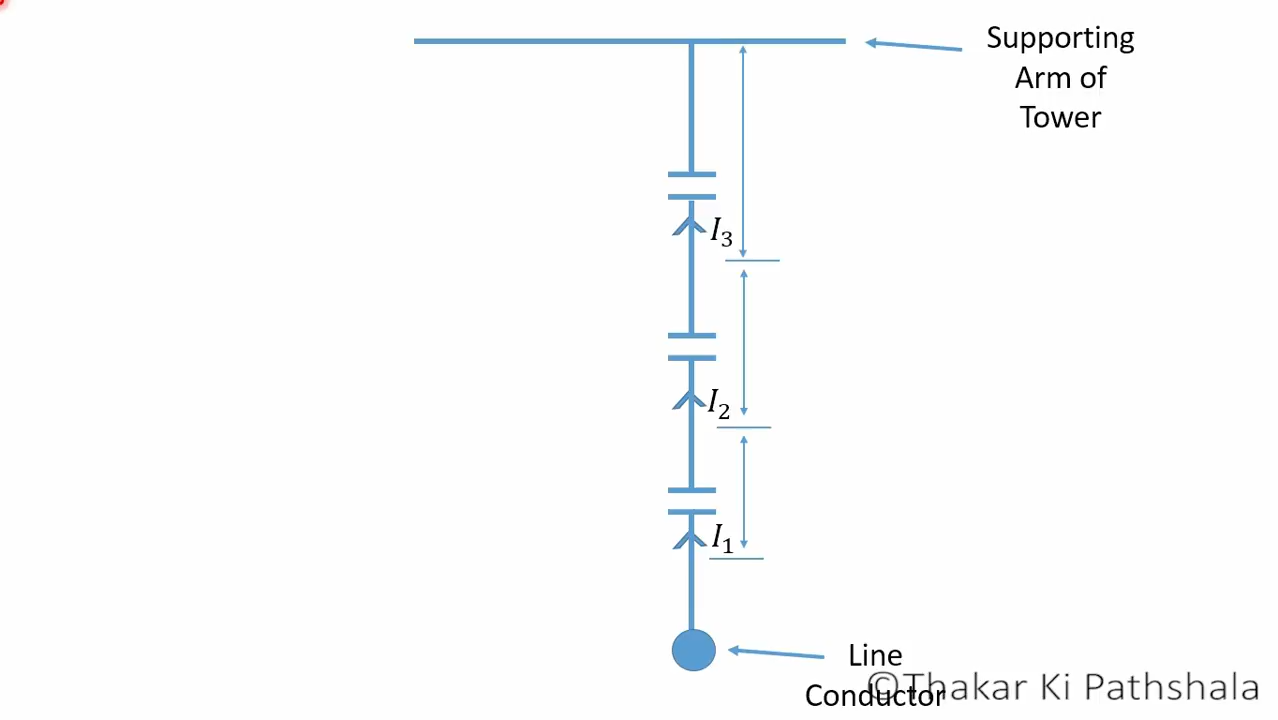 Supporting
Arm of
Tower
I₃
I₂
I₁
Line
Conductor
©Thakar Ki Pathshala